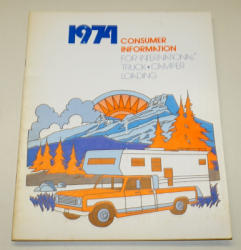 1974
CONSUMER
INFORMATION
FOR INTERNATIONAL®
TRUCK • CAMPER
LOADING